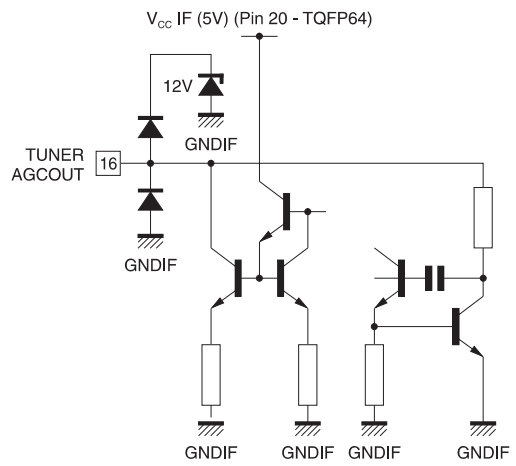 V_CC IF (5V) (Pin 20 - TQFP64)
12V
GNDIF
TUNER
AGCOUT
16
GNDIF
GNDIF GNDIF GNDIF GNDIF